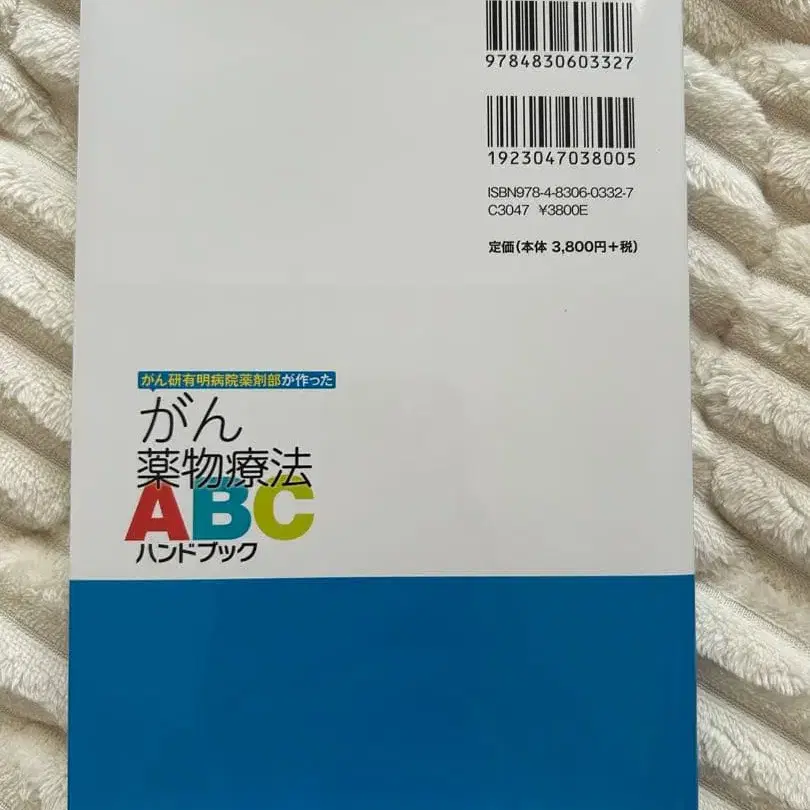 9784830603327
1923047038005
ISBN978-4-8306-0332-7
C3047 ¥3800E
定価(本体 3,800円+税)
がん研有明病院薬剤部が作った
がん
薬物療法
ABC
ハンドブック